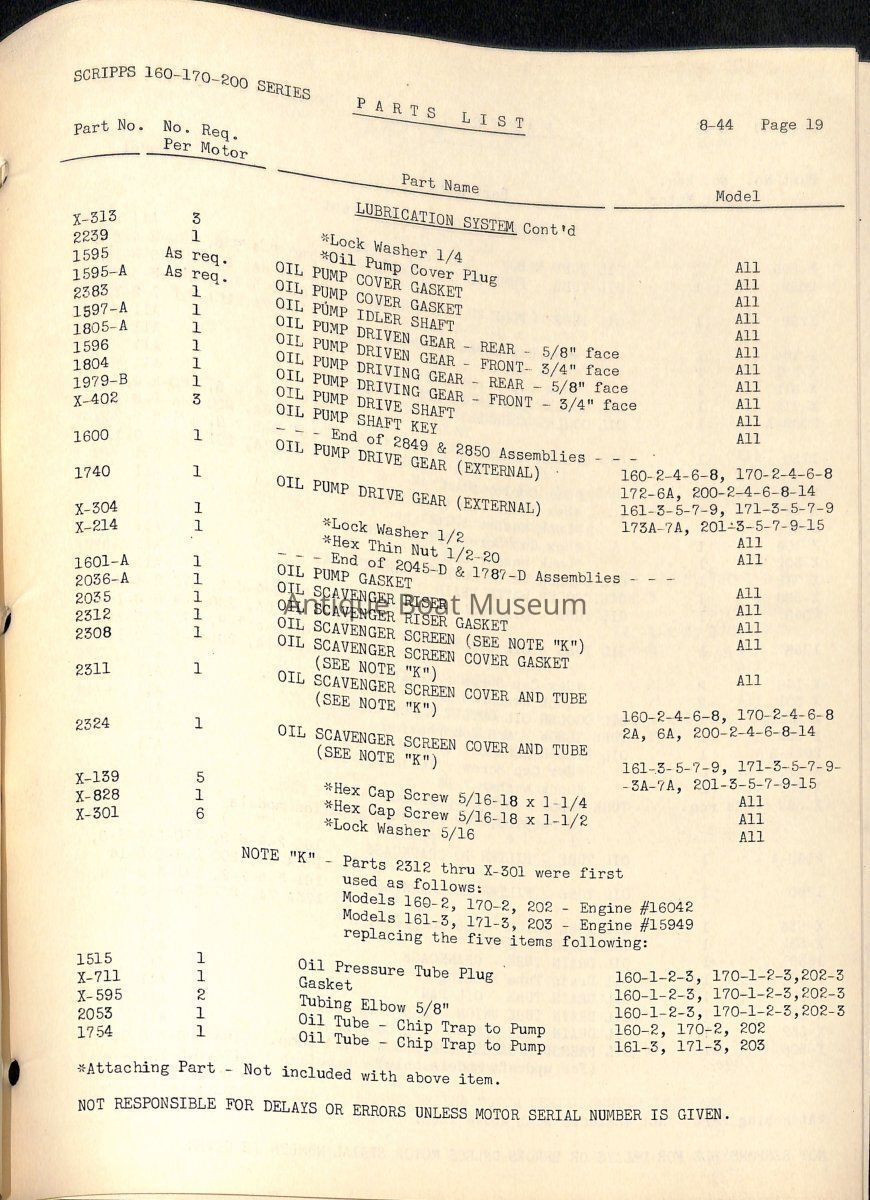 SCRIPPS 160-170-200 SERIES
PARTS LIST
8-44 Page 19
Part No. No. Req. Per Motor Part Name Model
LUBRICATION SYSTEM Cont'd
X-313 3 *Lock Washer 1/4 All
2239 1 *Oil Pump Cover Plug All
1595 As req. OIL PUMP COVER GASKET All
1595-A As req. OIL PUMP COVER GASKET All
2383 1 OIL PUMP IDLER SHAFT All
1597-A 1 OIL PUMP DRIVEN GEAR - REAR - 5/8" face All
1805-A 1 OIL PUMP DRIVEN GEAR - FRONT- 3/4" face All
1596 1 OIL PUMP DRIVING GEAR - REAR - 5/8" face All
1804 1 OIL PUMP DRIVING GEAR - FRONT - 3/4" face All
1979-B 1 OIL PUMP DRIVE SHAFT All
X-402 3 OIL PUMP SHAFT KEY All
- - - End of 2849 & 2850 Assemblies - - -
1600 1 OIL PUMP DRIVE GEAR (EXTERNAL) 160-2-4-6-8, 170-2-4-6-8
172-6A, 200-2-4-6-8-14
1740 1 OIL PUMP DRIVE GEAR (EXTERNAL) 161-3-5-7-9, 171-3-5-7-9
173A-7A, 201-3-5-7-9-15
X-304 1 *Lock Washer 1/2 All
X-214 1 *Hex Thin Nut 1/2-20 All
- - - End of 2045-D & 1787-D Assemblies - - -
1601-A 1 OIL PUMP GASKET All
2036-A 1 OIL SCAVENGER RISER All
2035 1 OIL SCAVENGER RISER GASKET All
2312 1 OIL SCAVENGER SCREEN (SEE NOTE "K") All
2308 1 OIL SCAVENGER SCREEN COVER GASKET
(SEE NOTE "K") All
2311 1 OIL SCAVENGER SCREEN COVER AND TUBE
(SEE NOTE "K") 160-2-4-6-8, 170-2-4-6-8
2A, 6A, 200-2-4-6-8-14
2324 1 OIL SCAVENGER SCREEN COVER AND TUBE
(SEE NOTE "K") 161-3-5-7-9, 171-3-5-7-9-
-3A-7A, 201-3-5-7-9-15
X-139 5 *Hex Cap Screw 5/16-18 x 1-1/4 All
X-828 1 *Hex Cap Screw 5/16-18 x 1-1/2 All
X-301 6 *Lock Washer 5/16 All
NOTE "K" - Parts 2312 thru X-301 were first
used as follows:
Models 160-2, 170-2, 202 - Engine #16042
Models 161-3, 171-3, 203 - Engine #15949
replacing the five items following:
1515 1 Oil Pressure Tube Plug 160-1-2-3, 170-1-2-3,202-3
X-711 1 Gasket 160-1-2-3, 170-1-2-3,202-3
X-595 2 Tubing Elbow 5/8" 160-1-2-3, 170-1-2-3,202-3
2053 1 Oil Tube - Chip Trap to Pump 160-2, 170-2, 202
1754 1 Oil Tube - Chip Trap to Pump 161-3, 171-3, 203
*Attaching Part - Not included with above item.
NOT RESPONSIBLE FOR DELAYS OR ERRORS UNLESS MOTOR SERIAL NUMBER IS GIVEN.
Antique Boat Museum